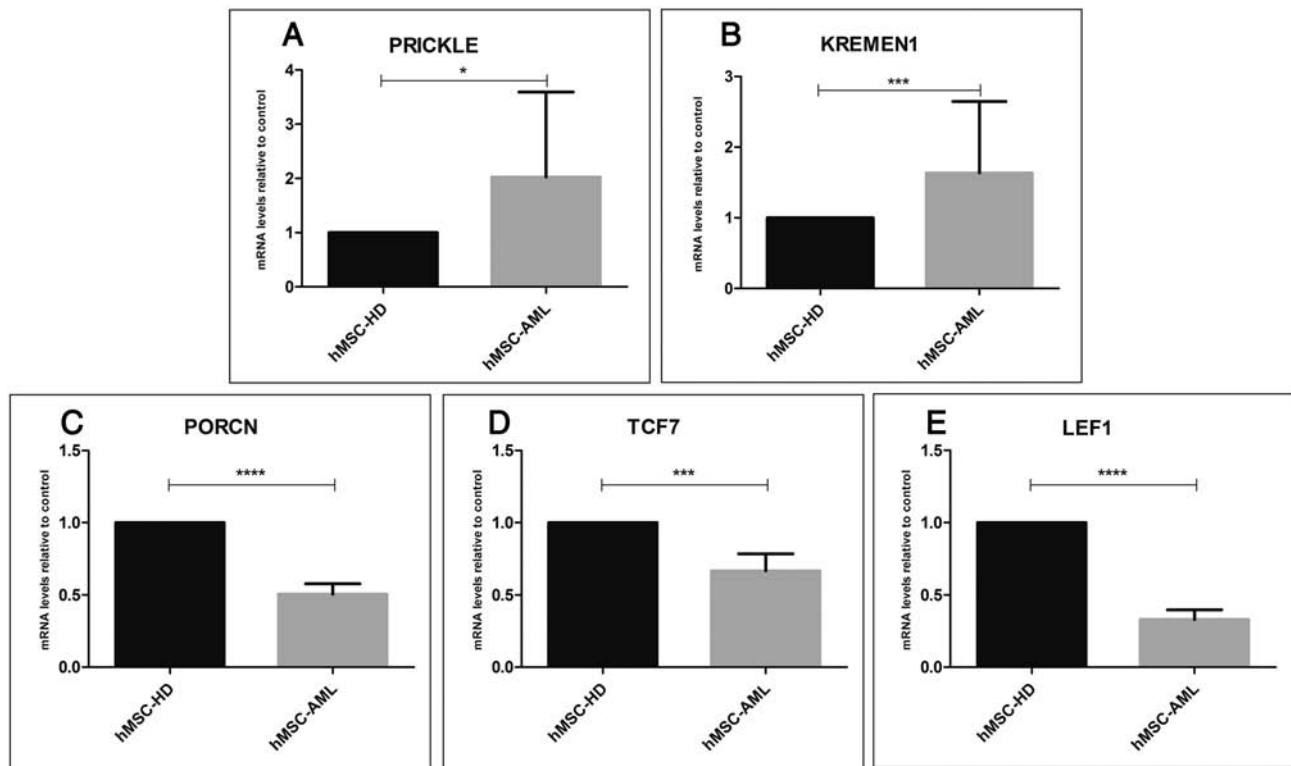 A
PRICKLE
mRNA levels relative to control
4
3
2
1
0
*
hMSC-HD
hMSC-AML
B
KREMEN1
mRNA levels relative to control
3
2
1
0
***
hMSC-HD
hMSC-AML
C
PORCN
mRNA levels relative to control
1.5
1.0
0.5
0.0
****
hMSC-HD
hMSC-AML
D
TCF7
mRNA levels relative to control
1.5
1.0
0.5
0.0
***
hMSC-HD
hMSC-AML
E
LEF1
mRNA levels relative to control
1.5
1.0
0.5
0.0
****
hMSC-HD
hMSC-AML